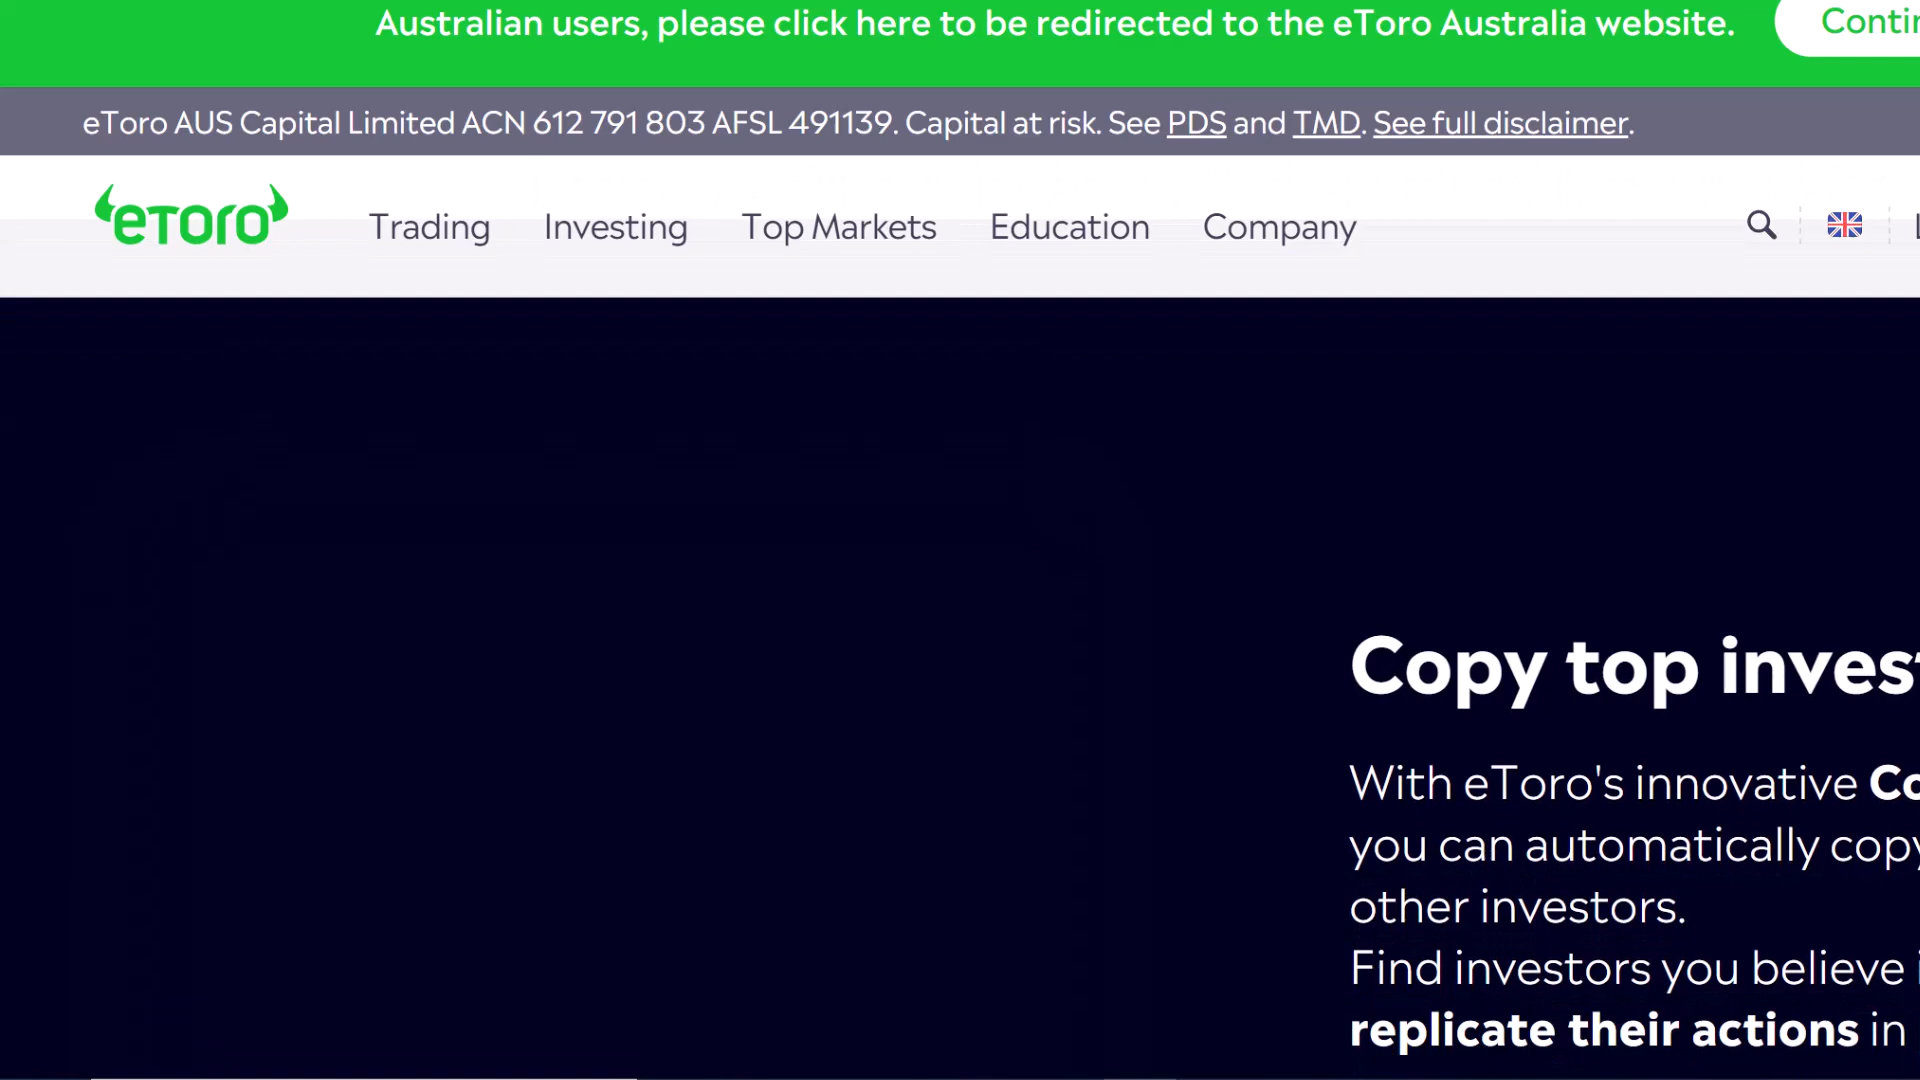 Australian users, please click here to be redirected to the eToro Australia website.
eToro AUS Capital Limited ACN 612 791 803 AFSL 491139. Capital at risk. See PDS and TMD. See full disclaimer.
eToro Trading Investing Top Markets Education Company
Copy top
With eToro's innovative
you can automatically
other investors.
Find investors you believe
replicate their actions in